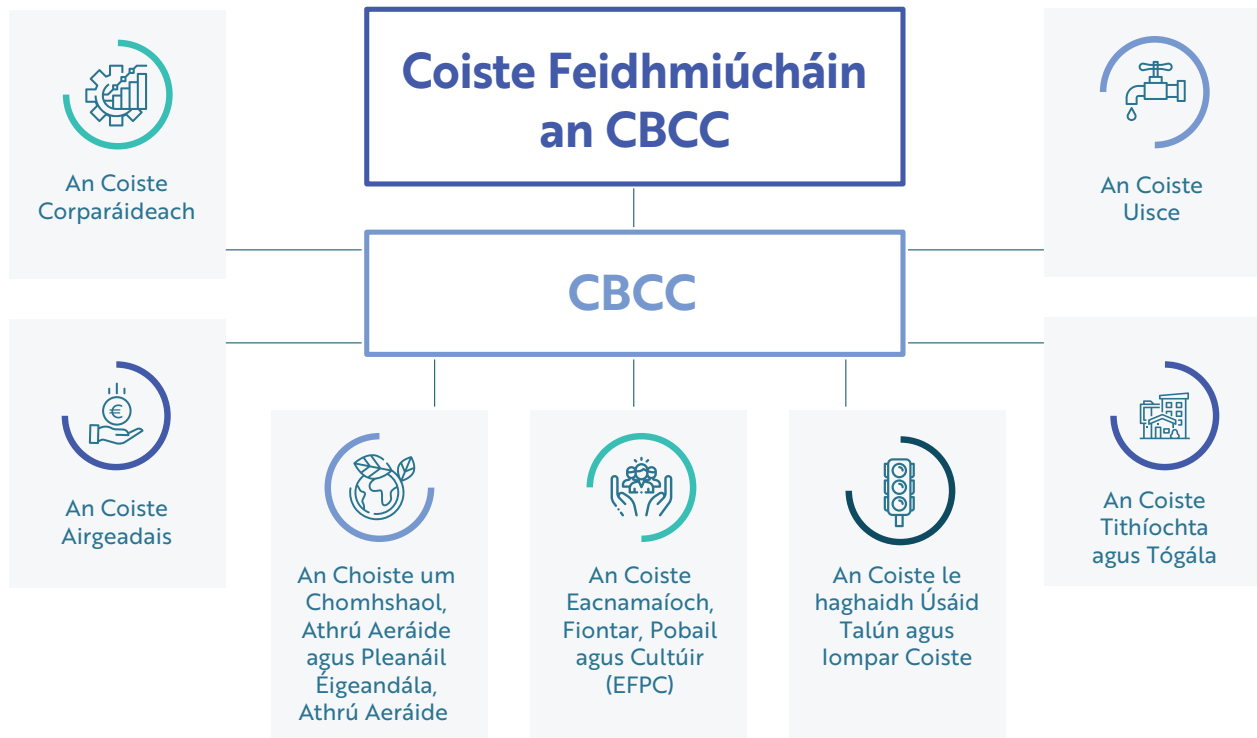 Coiste Feidhmiúcháin
an CBCC
CBCC
An Coiste
Corparáideach
An Coiste
Uisce
An Coiste
Airgeadais
An Coiste
Tithíochta
agus Tógála
An Choiste um
Chomhshaol,
Athrú Aeráide
agus Pleanáil
Éigeandála,
Athrú Aeráide
An Coiste
Eacnamaíoch,
Fiontar, Pobail
agus Cultúir
(EFPC)
An Coiste le
haghaidh Úsáid
Talún agus
Iompar Coiste
€